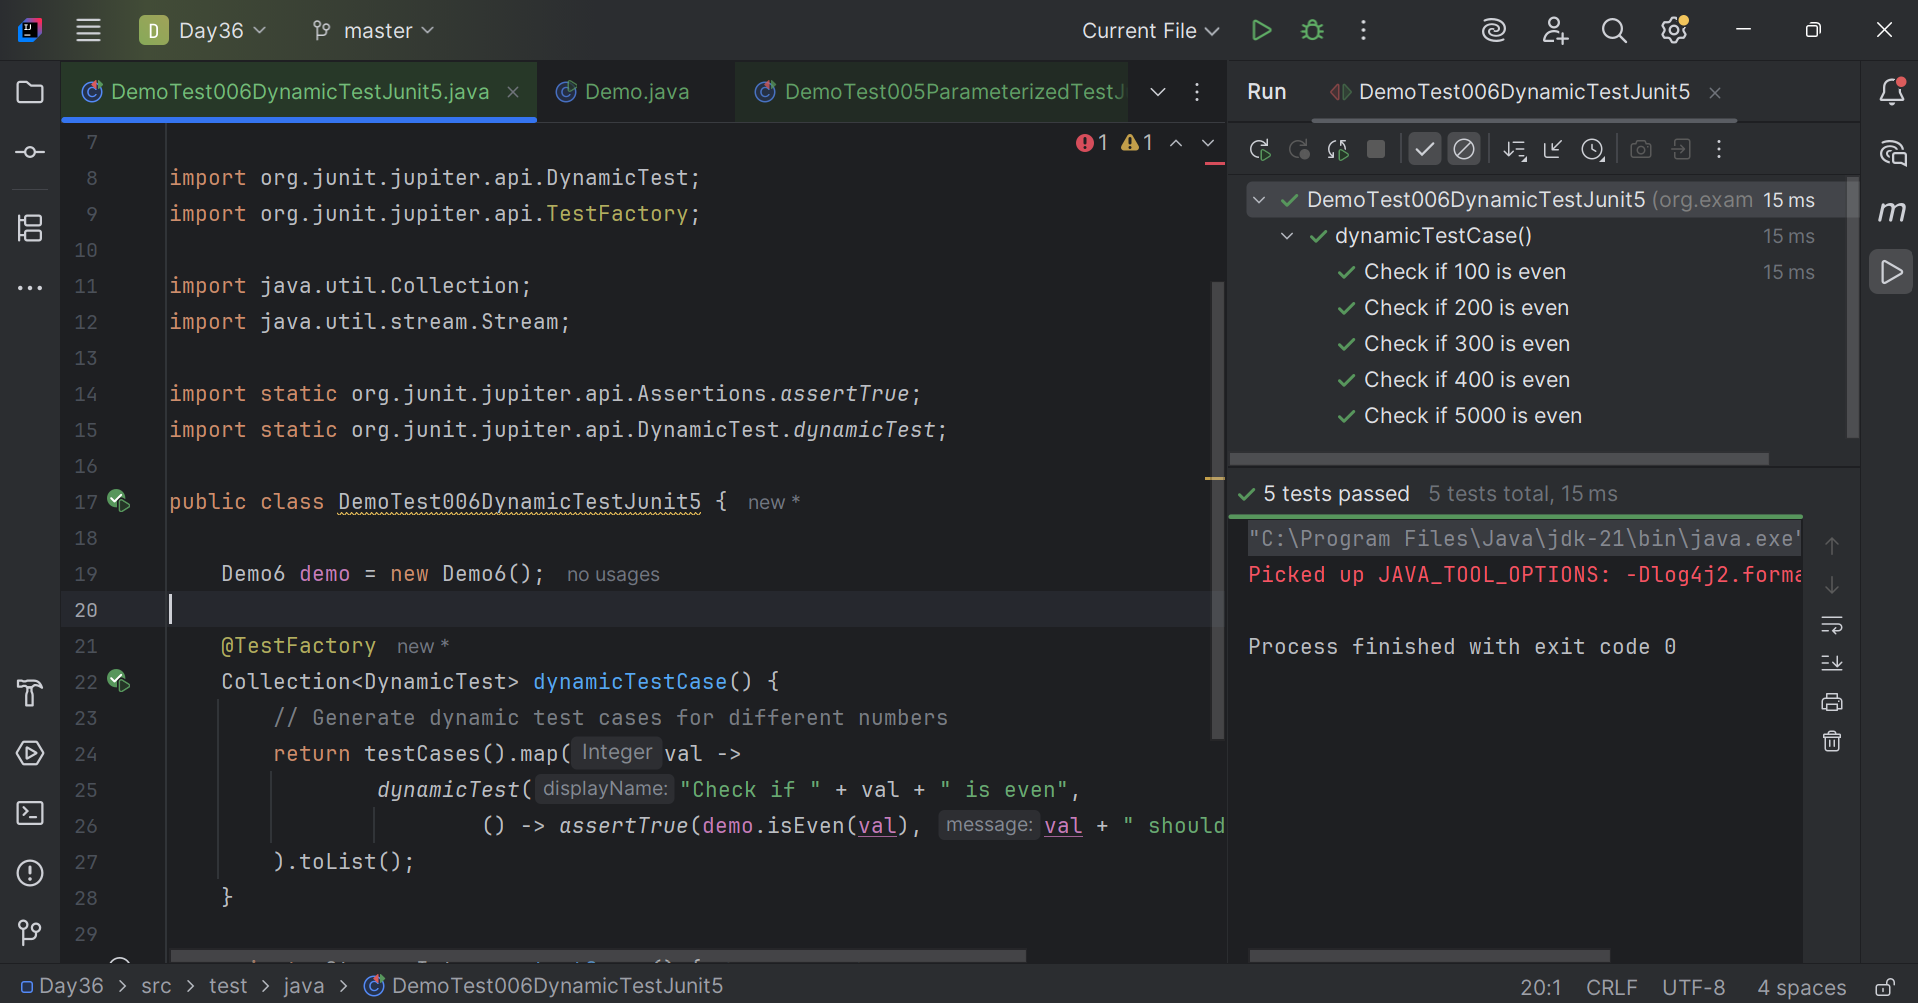 D Day36 master Current File
DemoTest006DynamicTestJunit5.java Demo.java DemoTest005ParameterizedTestJ
1 1
7
8 import org.junit.jupiter.api.DynamicTest;
9 import org.junit.jupiter.api.TestFactory;
10
11 import java.util.Collection;
12 import java.util.stream.Stream;
13
14 import static org.junit.jupiter.api.Assertions.assertTrue;
15 import static org.junit.jupiter.api.DynamicTest.dynamicTest;
16
17 public class DemoTest006DynamicTestJunit5 { new *
18
19 Demo6 demo = new Demo6(); no usages
20
21 @TestFactory new *
22 Collection<DynamicTest> dynamicTestCase() {
23 // Generate dynamic test cases for different numbers
24 return testCases().map( Integer val ->
25 dynamicTest( displayName: "Check if " + val + " is even",
26 () -> assertTrue(demo.isEven(val), message: val + " should
27 ).toList();
28 }
29
Run DemoTest006DynamicTestJunit5
DemoTest006DynamicTestJunit5 (org.exam 15 ms
dynamicTestCase() 15 ms
Check if 100 is even 15 ms
Check if 200 is even
Check if 300 is even
Check if 400 is even
Check if 5000 is even
5 tests passed 5 tests total, 15 ms
"C:\Program Files\Java\jdk-21\bin\java.exe"
Picked up JAVA_TOOL_OPTIONS: -Dlog4j2.forma
Process finished with exit code 0
m
Day36 > src > test > java > DemoTest006DynamicTestJunit5
20:1 CRLF UTF-8 4 spaces